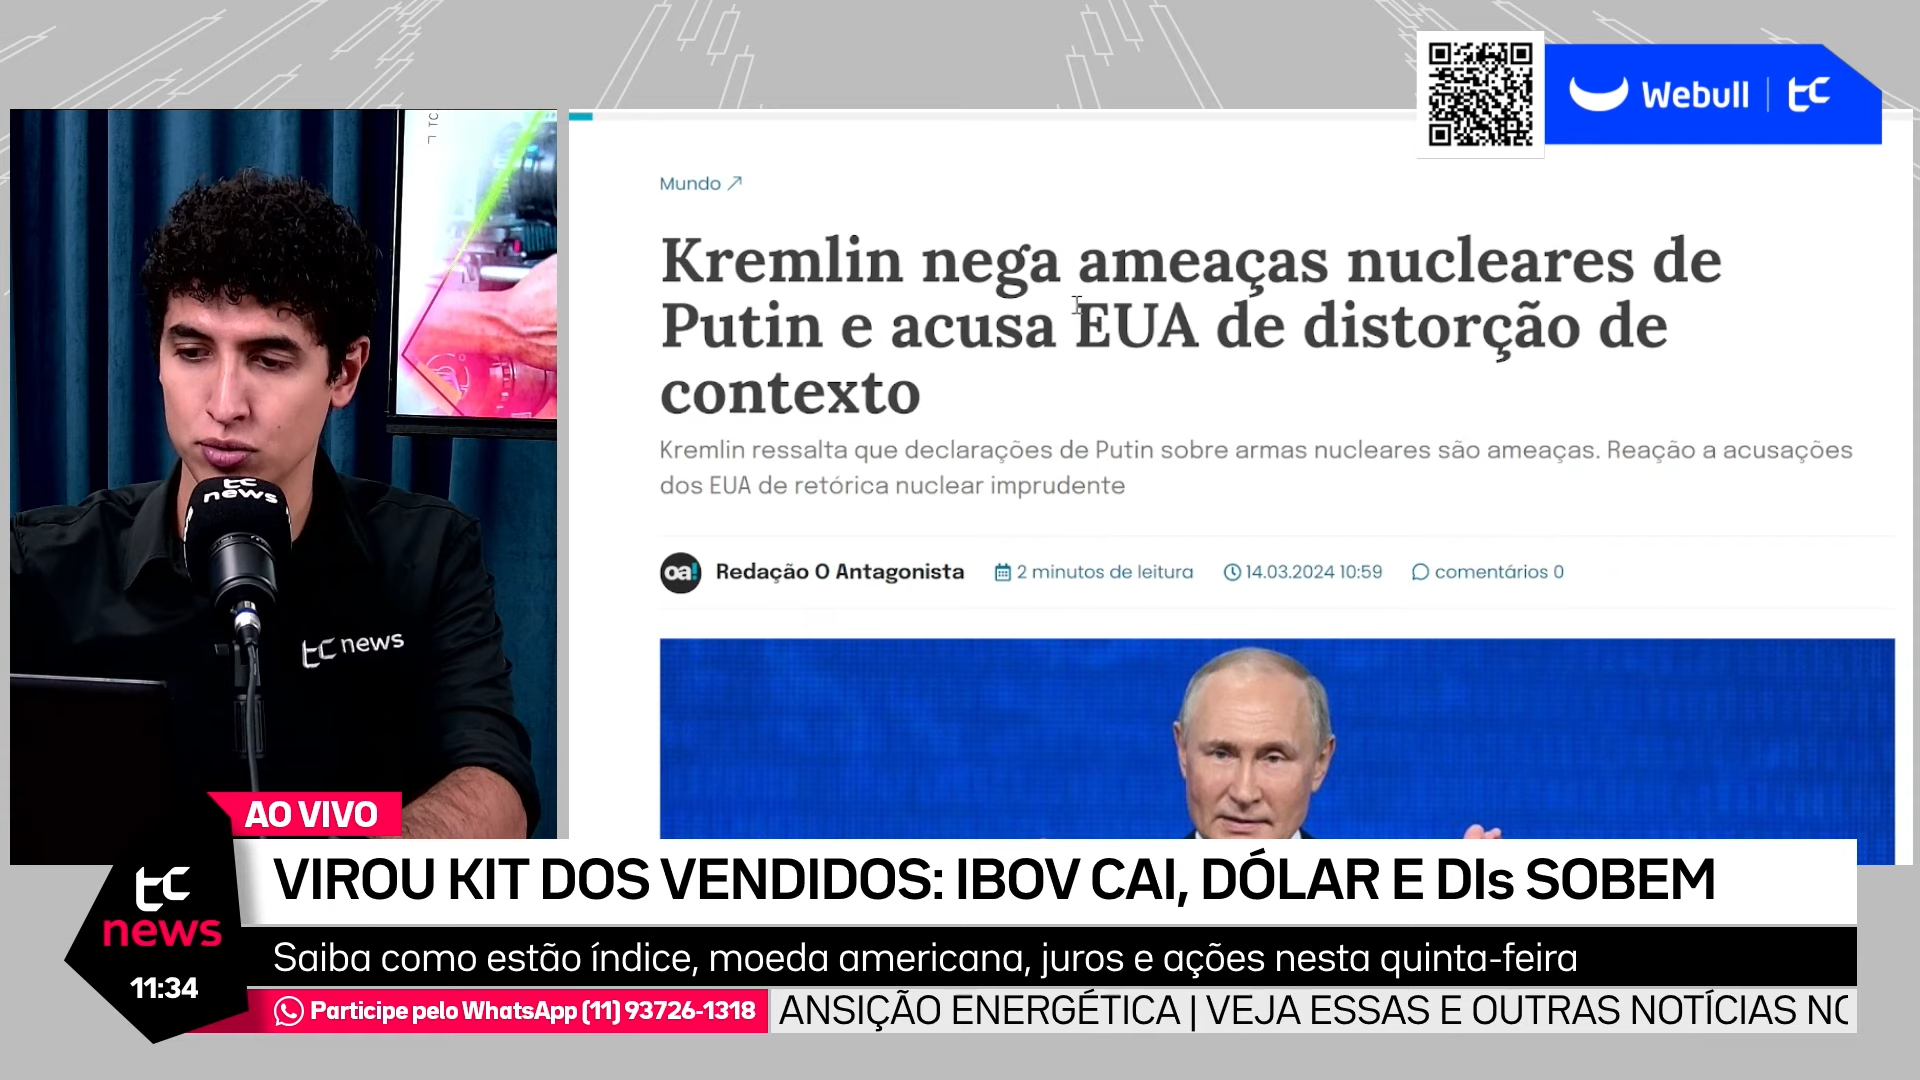 Webull | tc
TC
Mundo
Kremlin nega ameaças nucleares de
Putin e acusa EUA de distorção de
contexto
Kremlin ressalta que declarações de Putin sobre armas nucleares são ameaças. Reação a acusações
dos EUA de retórica nuclear imprudente
oa!
Redação O Antagonista
2 minutos de leitura
14.03.2024 10:59
comentários 0
tc
news
tc news
AO VIVO
VIROU KIT DOS VENDIDOS: IBOV CAI, DÓLAR E DIs SOBEM
tc
news
11:34
Saiba como estão índice, moeda americana, juros e ações nesta quinta-feira
Participe pelo WhatsApp (11) 93726-1318
ANSIÇÃO ENERGÉTICA | VEJA ESSAS E OUTRAS NOTÍCIAS NO